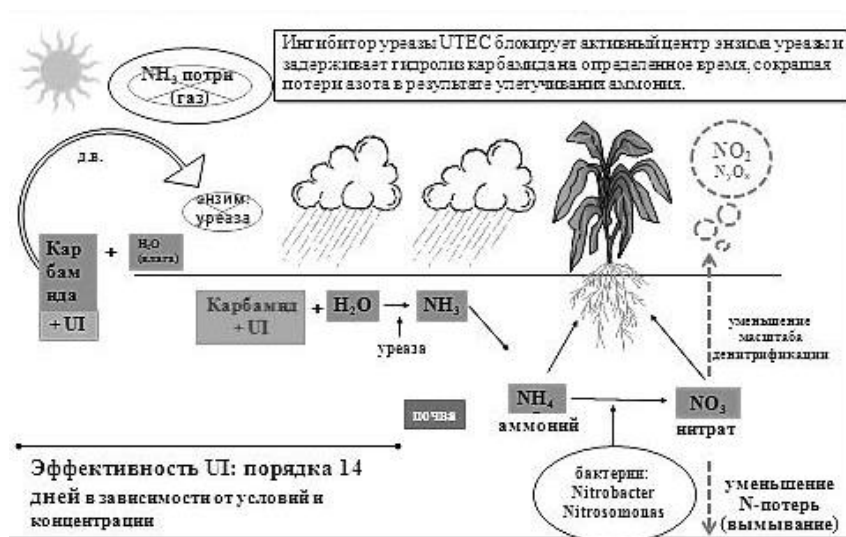 Ингибитор уреазы UTEC блокирует активный центр энзима уреазы и
задерживает гидролиз карбамида на определенное время, сокращая
потери азота в результате улетучивания аммония.
NH₃ потри
(газ)
д.в.
энзим:
уреаза
NO₂
NᵧOₓ
Кар
бам
ида
+ UI
+
H₂O
(влага)
Карбамид
+ UI
+ H₂O
NH₃
уреаза
уменьшение
масштаба
денитрификации
почва
NH₄
аммоний
NO₃
нитрат
Эффективность UI: порядка 14
дней в зависимости от условий и
концентрации
бактерии:
Nitrobacter
Nitrosomonas
уменьшение
N-потерь
(вымывание)